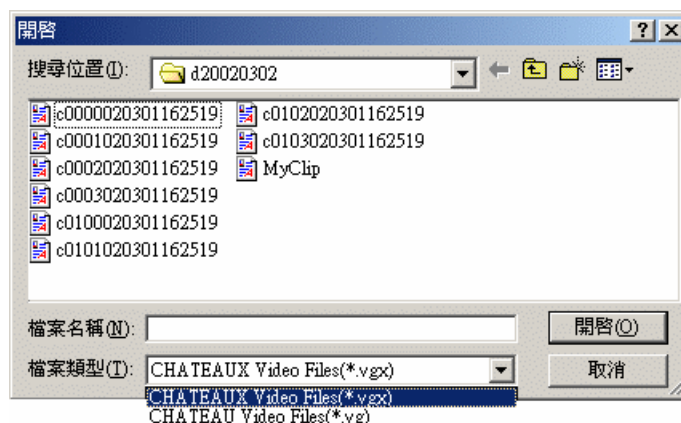 開啓
搜尋位置(I): d20020302
c0000020301162519 c0102020301162519
c0001020301162519 c0103020301162519
c0002020301162519 MyClip
c0003020301162519
c0100020301162519
c0101020301162519
檔案名稱(N): 開啓(O)
檔案類型(T): CHATEAUX Video Files(*.vgx) 取消
CHATEAUX Video Files(*.vgx)
CHATEAU Video Files(*.vg)